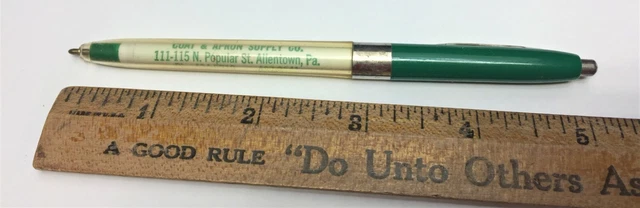 COAT & APRON SUPPLY CO.
111-115 N. Popular St. Allentown, Pa.
1 2 3 4 5
A GOOD RULE "Do Unto Others As